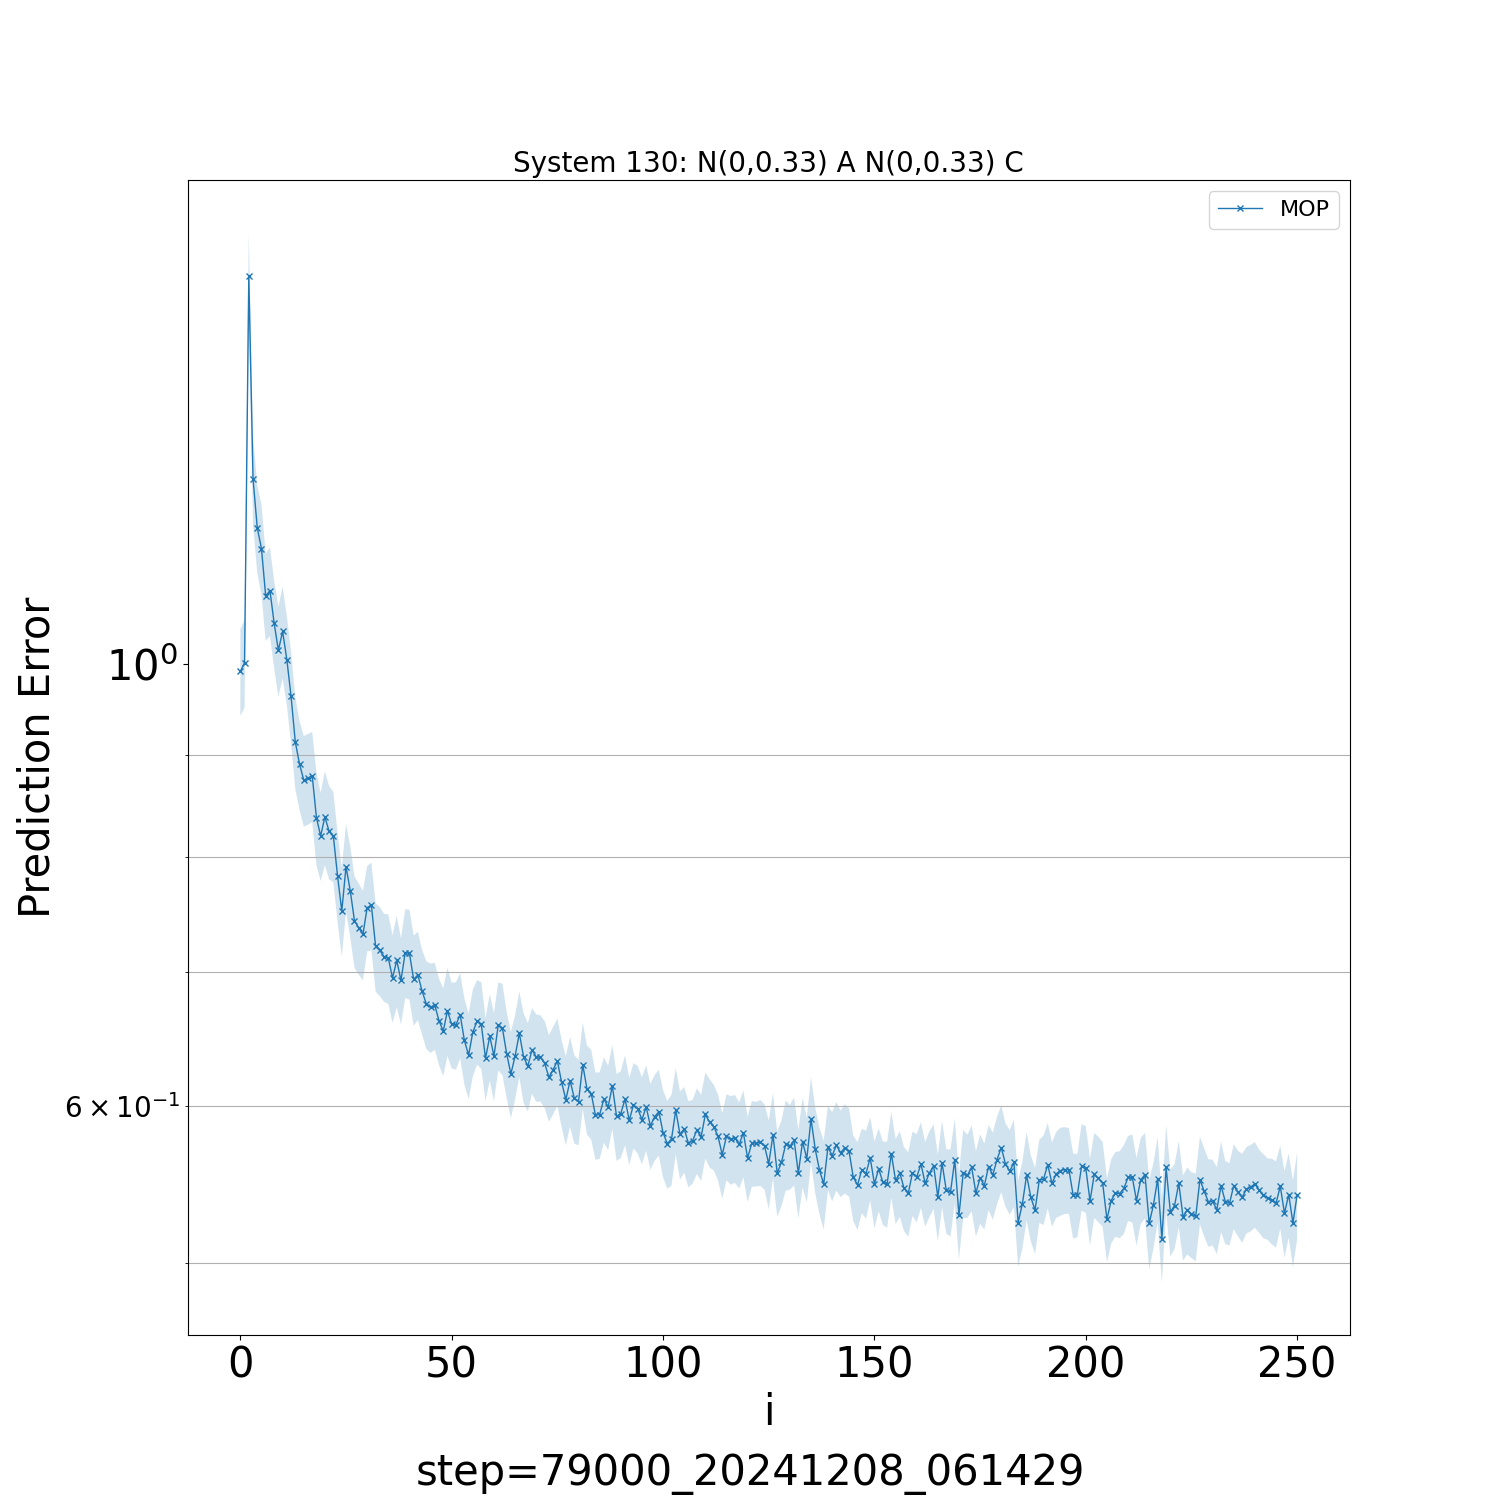 System 130: N(0,0.33) A N(0,0.33) C
MOP
Prediction Error
10⁰
6 × 10⁻¹
0 50 100 150 200 250
i
step=79000_20241208_061429